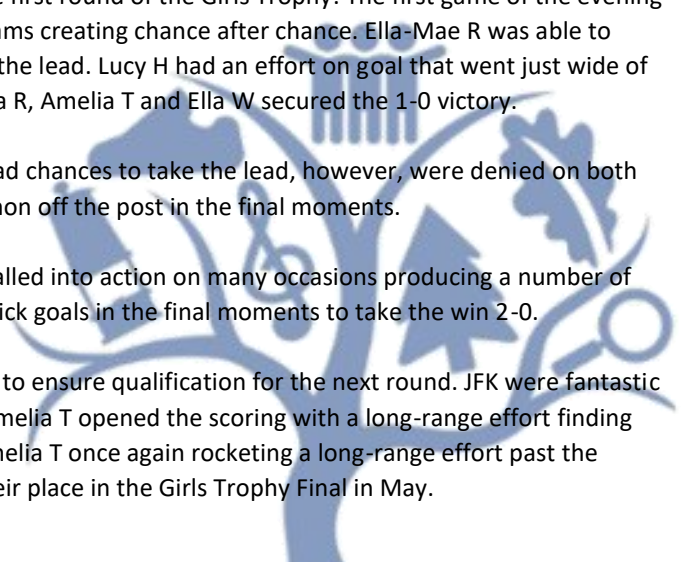 first round of the Girls Trophy. The first game of the evening
ams creating chance after chance. Ella-Mae R was able to
the lead. Lucy H had an effort on goal that went just wide of
a R, Amelia T and Ella W secured the 1-0 victory.
ad chances to take the lead, however, were denied on both
non off the post in the final moments.
alled into action on many occasions producing a number of
ick goals in the final moments to take the win 2-0.
to ensure qualification for the next round. JFK were fantastic
melia T opened the scoring with a long-range effort finding
nelia T once again rocketing a long-range effort past the
eir place in the Girls Trophy Final in May.